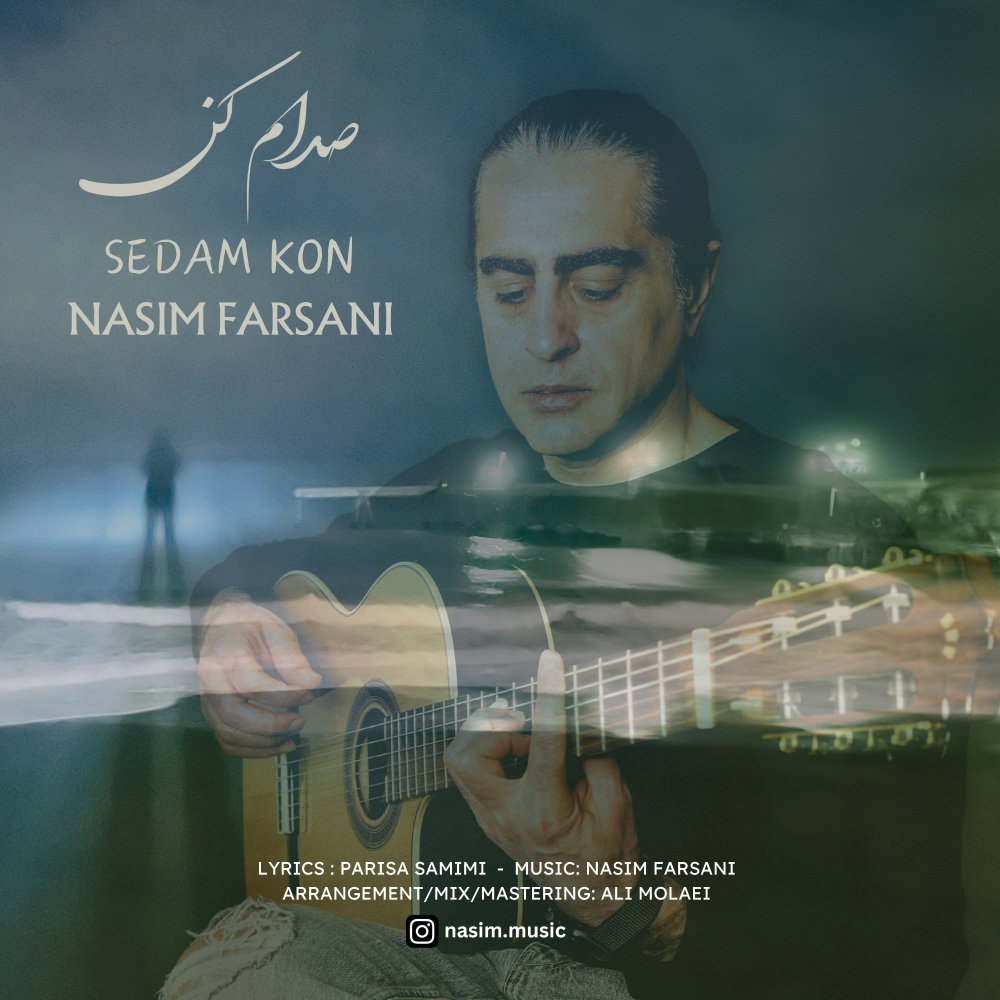 صدام کن
SEDAM KON
NASIM FARSANI
LYRICS : PARISA SAMIMI - MUSIC: NASIM FARSANI
ARRANGEMENT/MIX/MASTERING: ALI MOLAEI
nasim.music